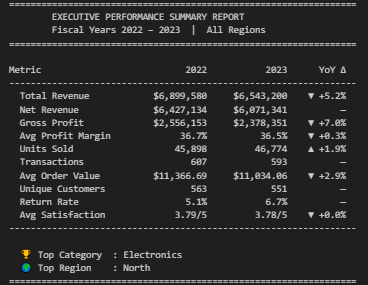 EXECUTIVE PERFORMANCE SUMMARY REPORT
Fiscal Years 2022 – 2023 | All Regions
Metric 2022 2023 YoY Δ
Total Revenue $6,899,580 $6,543,200 ▼ +5.2%
Net Revenue $6,427,134 $6,071,341 —
Gross Profit $2,556,153 $2,378,351 ▼ +7.0%
Avg Profit Margin 36.7% 36.5% ▼ +0.3%
Units Sold 45,898 46,774 ▲ +1.9%
Transactions 607 593 —
Avg Order Value $11,366.69 $11,034.06 ▼ +2.9%
Unique Customers 563 551 —
Return Rate 5.1% 6.7% —
Avg Satisfaction 3.79/5 3.78/5 ▼ +0.0%
🏆 Top Category : Electronics
🌍 Top Region : North